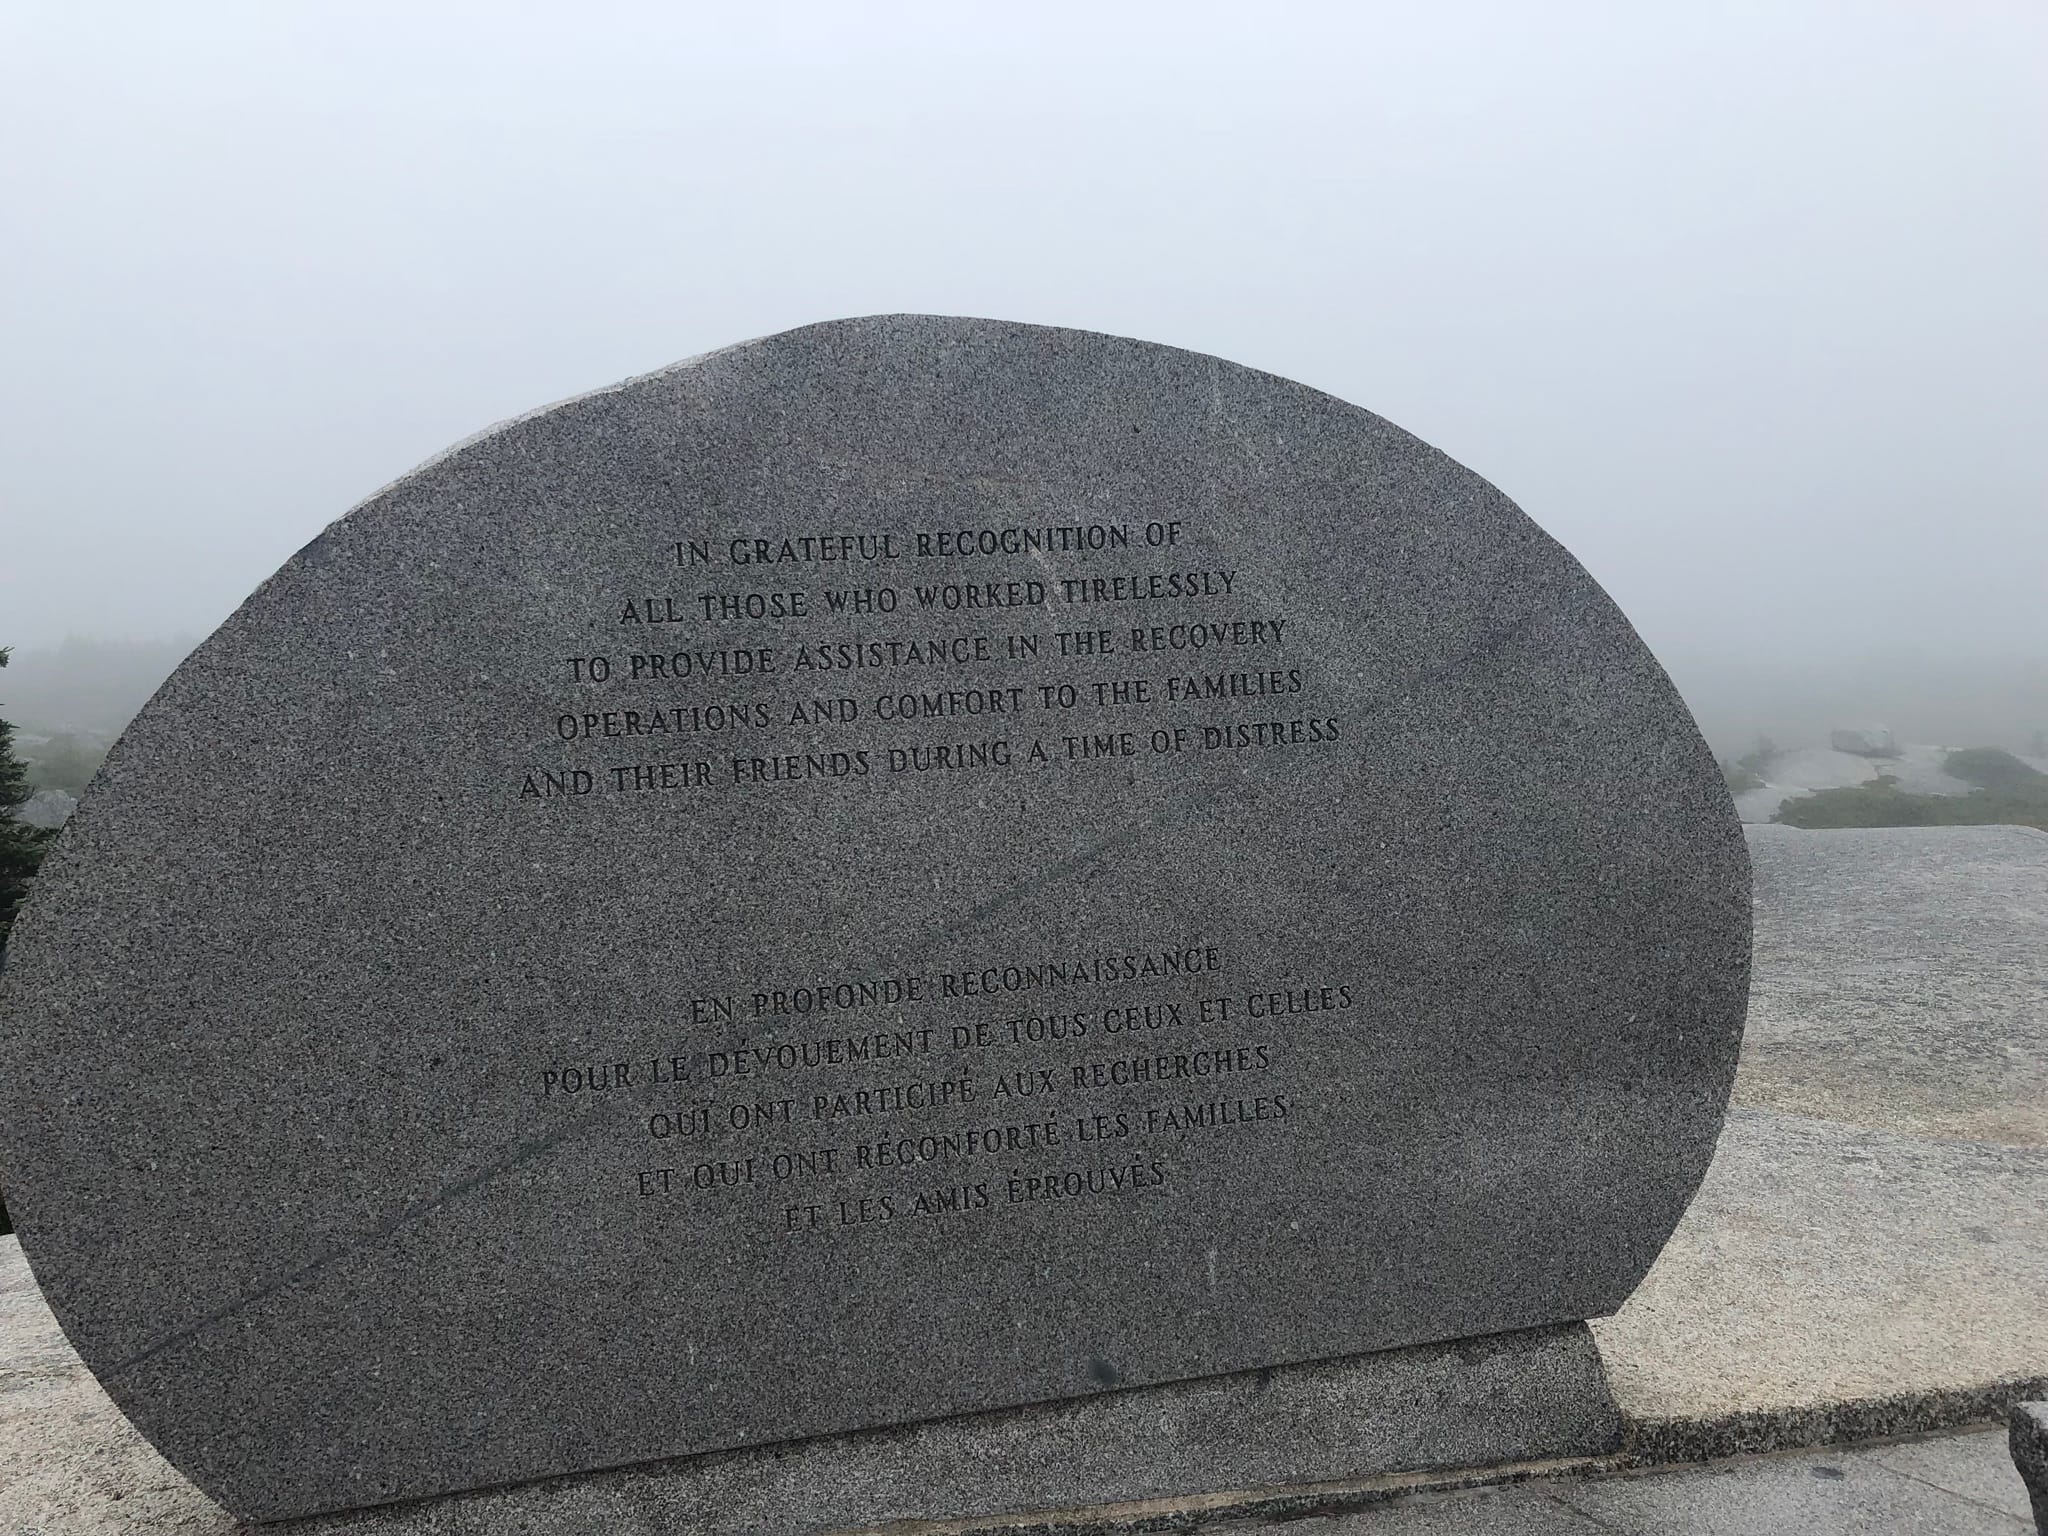 IN GRATEFUL RECOGNITION OF
ALL THOSE WHO WORKED TIRELESSLY
TO PROVIDE ASSISTANCE IN THE RECOVERY
OPERATIONS AND COMFORT TO THE FAMILIES
AND THEIR FRIENDS DURING A TIME OF DISTRESS
EN PROFONDE RECONNAISSANCE
POUR LE DÉVOUEMENT DE TOUS CEUX ET CELLES
QUI ONT PARTICIPÉ AUX RECHERCHES
ET QUI ONT RÉCONFORTÉ LES FAMILLES
ET LES AMIS ÉPROUVÉS